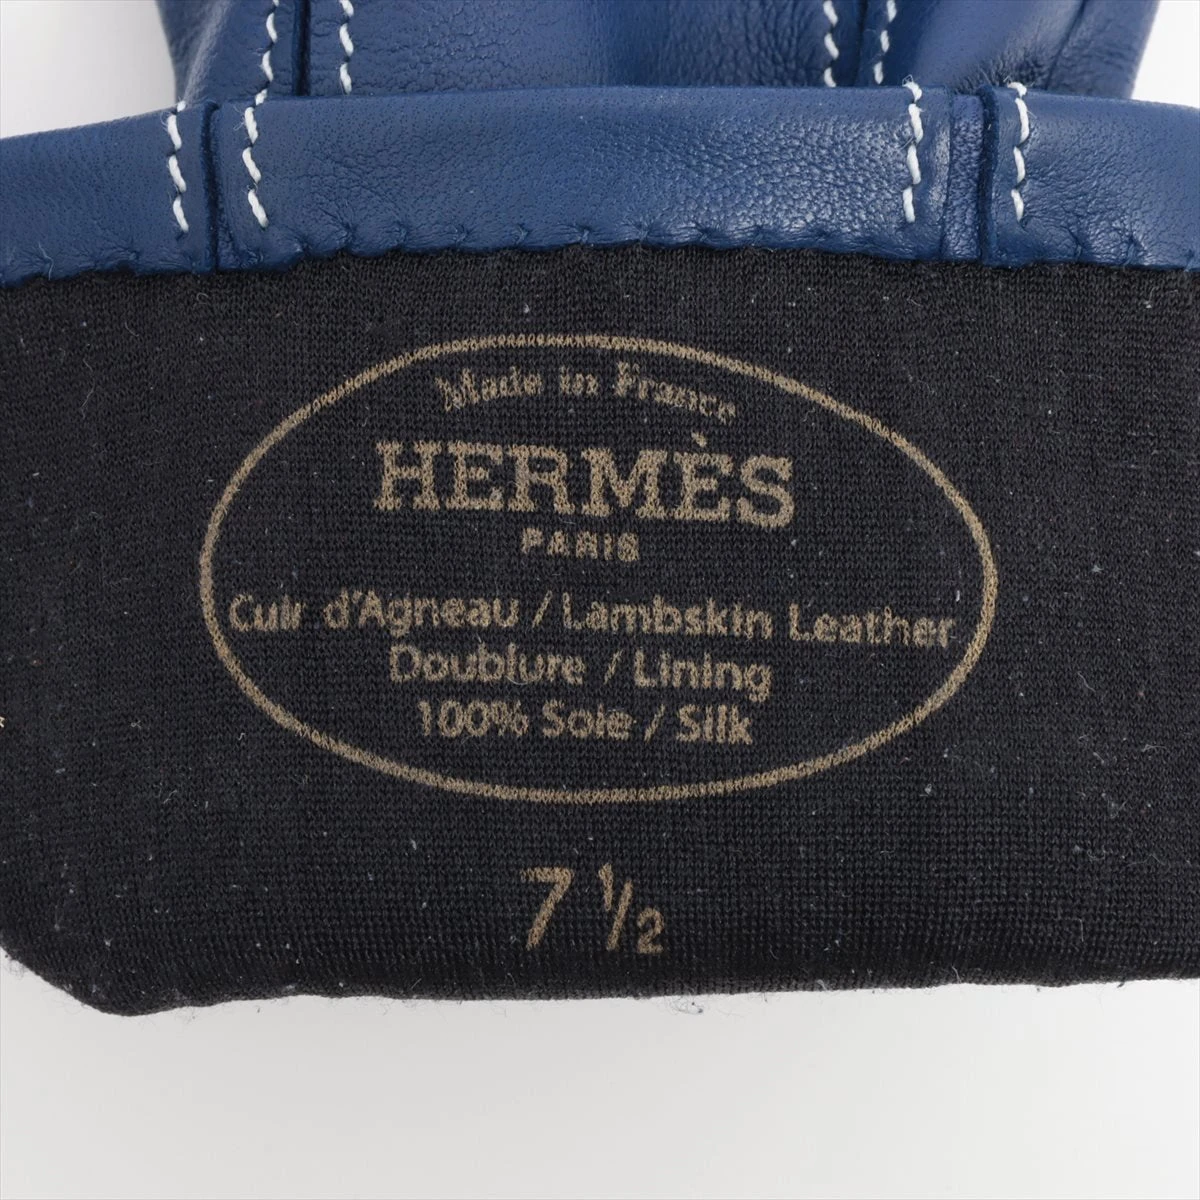 Made in France
HERMÈS
PARIS
Cuir d'Agneau / Lambskin Leather
Doublure / Lining
100% Soie / Silk
7 ½